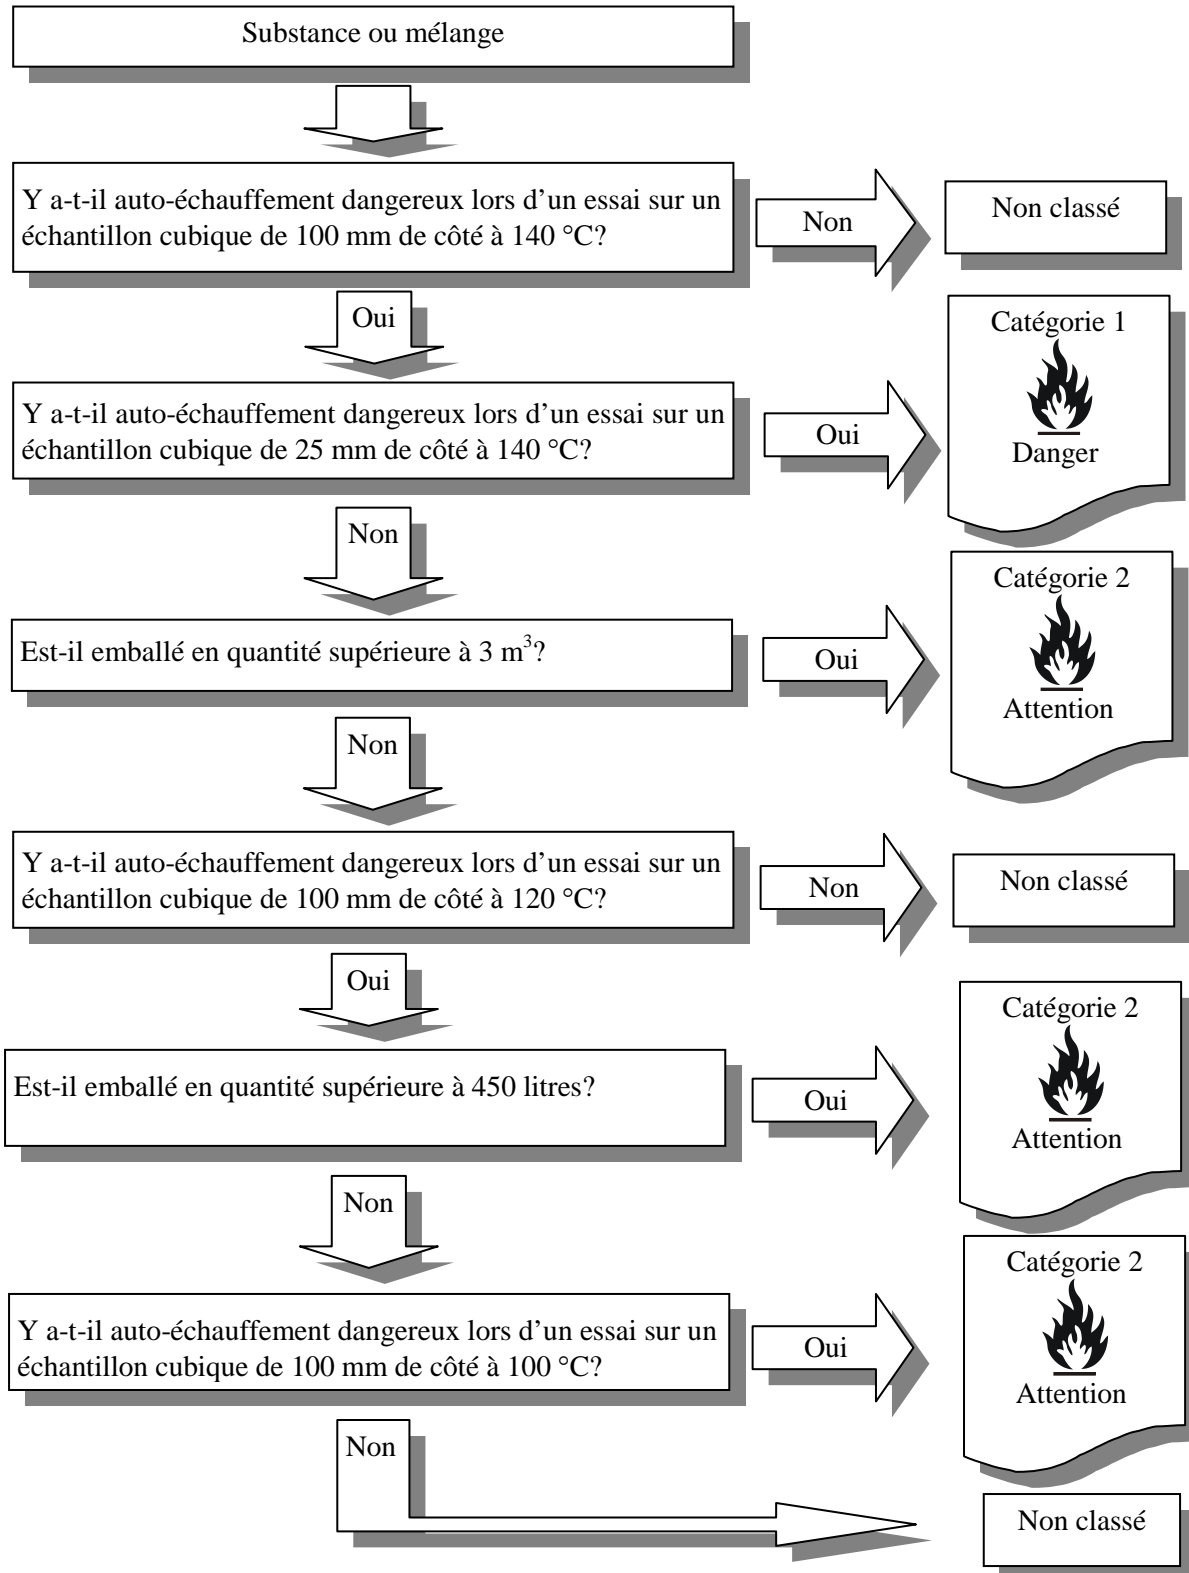 Substance ou mélange
Y a-t-il auto-échauffement dangereux lors d’un essai sur un
échantillon cubique de 100 mm de côté à 140 °C?
Non
Non classé
Oui
Y a-t-il auto-échauffement dangereux lors d’un essai sur un
échantillon cubique de 25 mm de côté à 140 °C?
Oui
Catégorie 1
Danger
Non
Est-il emballé en quantité supérieure à 3 m³?
Oui
Catégorie 2
Attention
Non
Y a-t-il auto-échauffement dangereux lors d’un essai sur un
échantillon cubique de 100 mm de côté à 120 °C?
Non
Non classé
Oui
Est-il emballé en quantité supérieure à 450 litres?
Oui
Catégorie 2
Attention
Non
Y a-t-il auto-échauffement dangereux lors d’un essai sur un
échantillon cubique de 100 mm de côté à 100 °C?
Oui
Catégorie 2
Attention
Non
Non classé